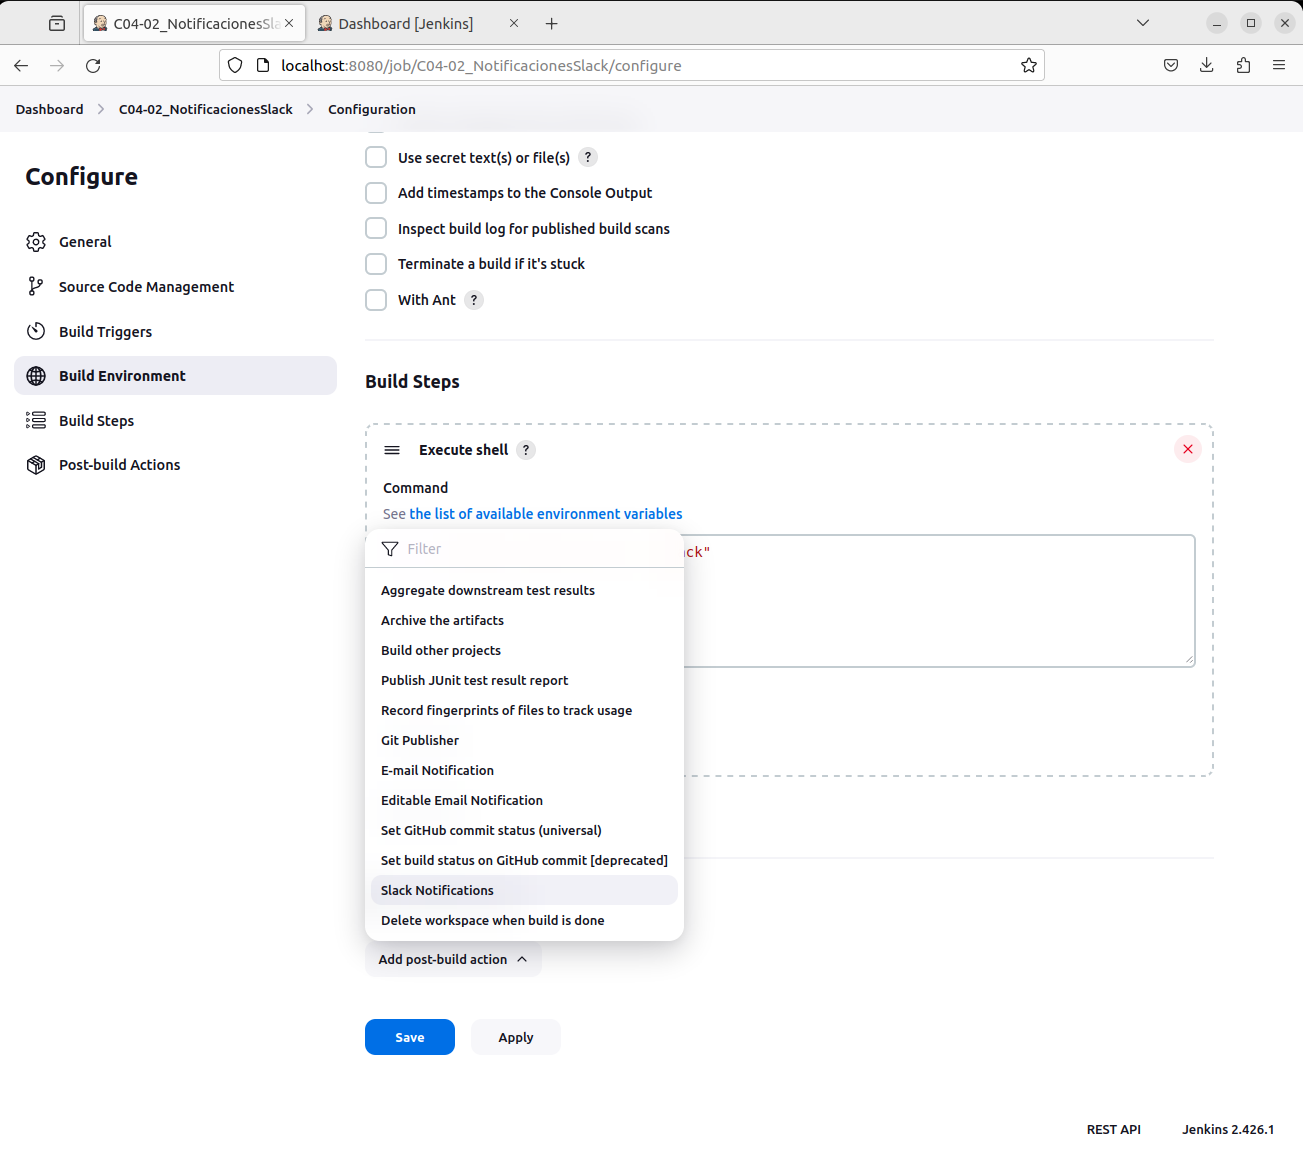 C04-02_NotificacionesSla
Dashboard [Jenkins]
localhost:8080/job/C04-02_NotificacionesSlack/configure
Dashboard
C04-02_NotificacionesSlack
Configuration
Configure
General
Source Code Management
Build Triggers
Build Environment
Build Steps
Post-build Actions
Use secret text(s) or file(s) ?
Add timestamps to the Console Output
Inspect build log for published build scans
Terminate a build if it's stuck
With Ant ?
Build Steps
Execute shell ?
Command
See the list of available environment variables
ck"
Filter
Aggregate downstream test results
Archive the artifacts
Build other projects
Publish JUnit test result report
Record fingerprints of files to track usage
Git Publisher
E-mail Notification
Editable Email Notification
Set GitHub commit status (universal)
Set build status on GitHub commit [deprecated]
Slack Notifications
Delete workspace when build is done
Add post-build action
Save
Apply
REST API
Jenkins 2.426.1